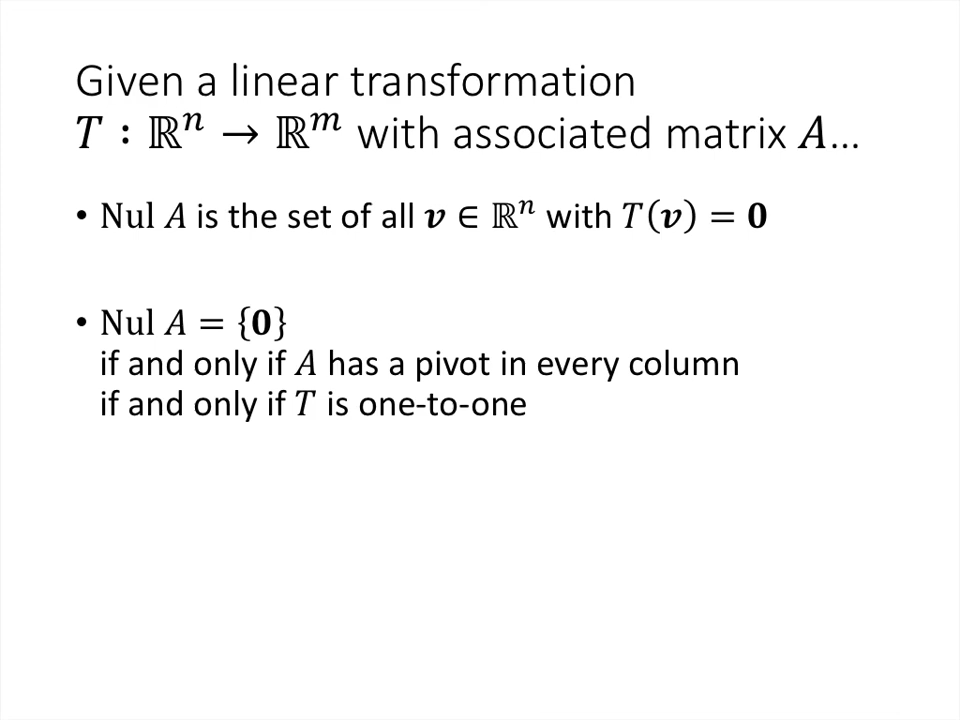 Given a linear transformation
𝑇 : ℝⁿ → ℝᵐ with associated matrix 𝐴…
• Nul 𝐴 is the set of all 𝒗 ∈ ℝⁿ with 𝑇(𝒗) = 𝟎
• Nul 𝐴 = {𝟎}
if and only if 𝐴 has a pivot in every column
if and only if 𝑇 is one-to-one